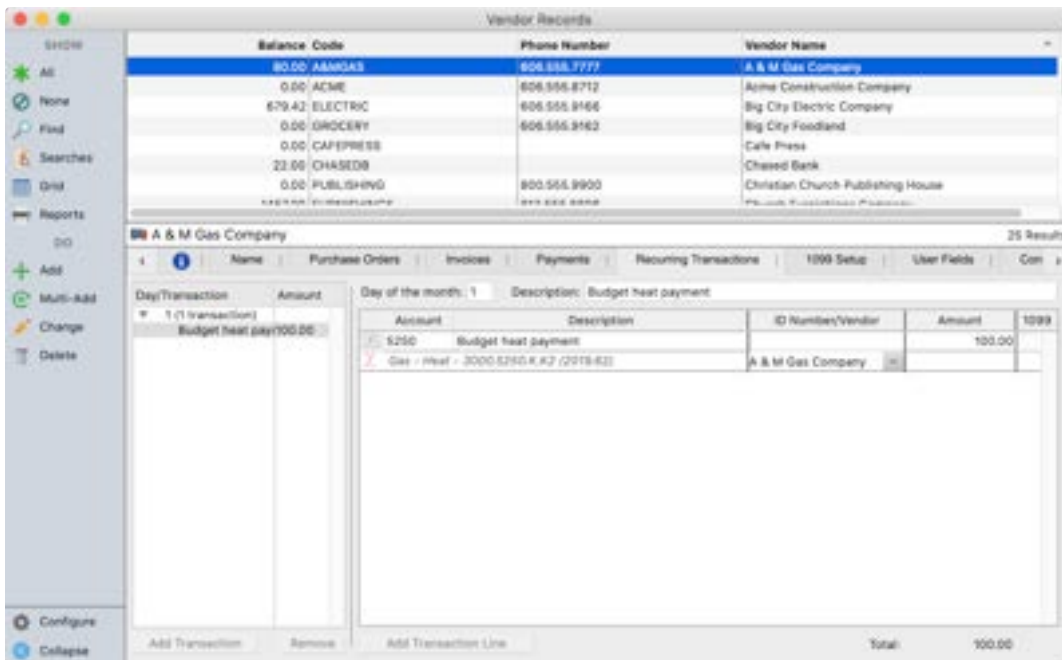 Vendor Records
SHOW
All
None
Find
Searches
Grid
Reports
DO
Add
Multi-Add
Change
Delete
Configure
Collapse
Balance Code Phone Number Vendor Name
80.00 A&MGAS 606.555.7777 A & M Gas Company
0.00 ACME 606.555.8712 Acme Construction Company
679.42 ELECTRIC 606.555.9166 Big City Electric Company
0.00 GROCERY 606.555.9162 Big City Foodland
0.00 CAFEPRESS Cafe Press
22.00 CHASEDB Chased Bank
0.00 PUBLISHING 800.555.9900 Christian Church Publishing House
A & M Gas Company 25 Results
Name Purchase Orders Invoices Payments Recurring Transactions 1099 Setup User Fields Con
Day/Transaction Amount
1 (1 transaction)
Budget heat payr 100.00
Day of the month: 1 Description: Budget heat payment
Account Description ID Number/Vendor Amount 1099
5250 Budget heat payment 100.00
Gas - Heat - A & M Gas Company
Add Transaction Remove Add Transaction Line Total: 100.00